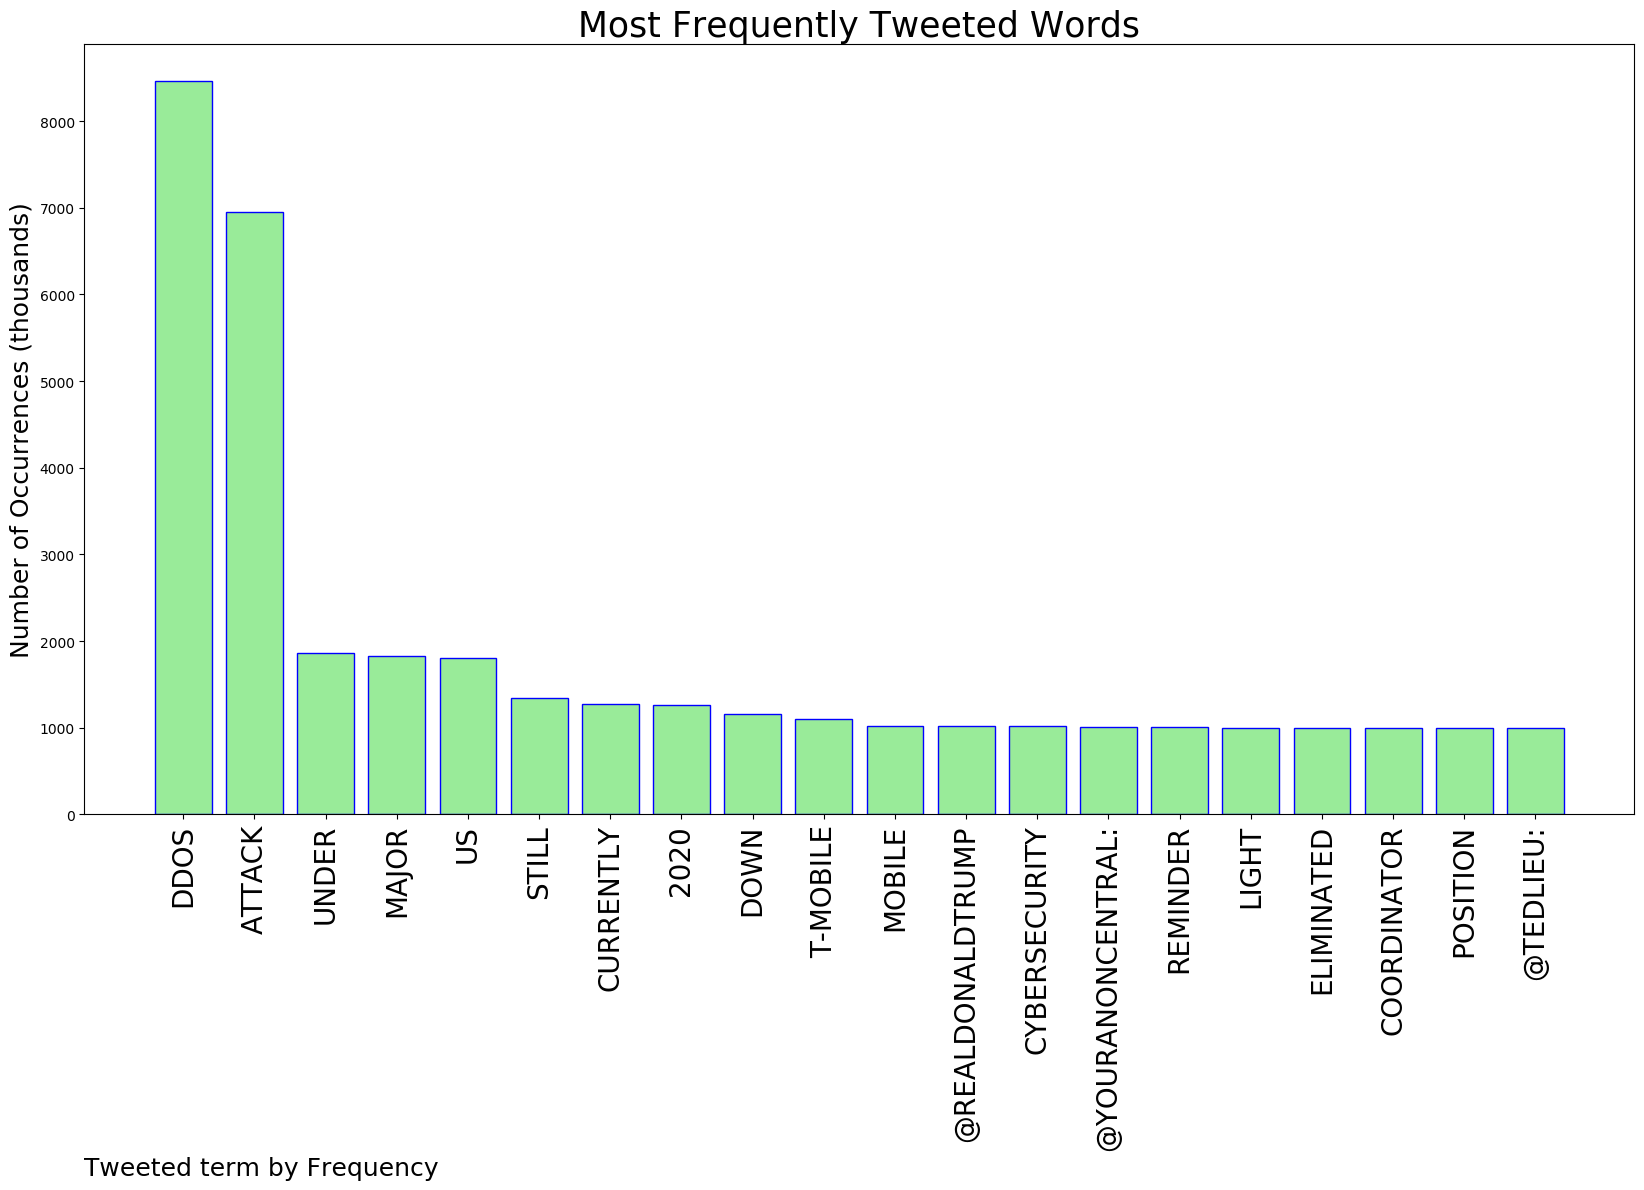 Most Frequently Tweeted Words
Number of Occurrences (thousands)
8000
7000
6000
5000
4000
3000
2000
1000
0
DDOS
ATTACK
UNDER
MAJOR
US
STILL
CURRENTLY
2020
DOWN
T-MOBILE
MOBILE
@REALDONALDTRUMP
CYBERSECURITY
@YOURANONCENTRAL:
REMINDER
LIGHT
ELIMINATED
COORDINATOR
POSITION
@TEDLIEU:
Tweeted term by Frequency